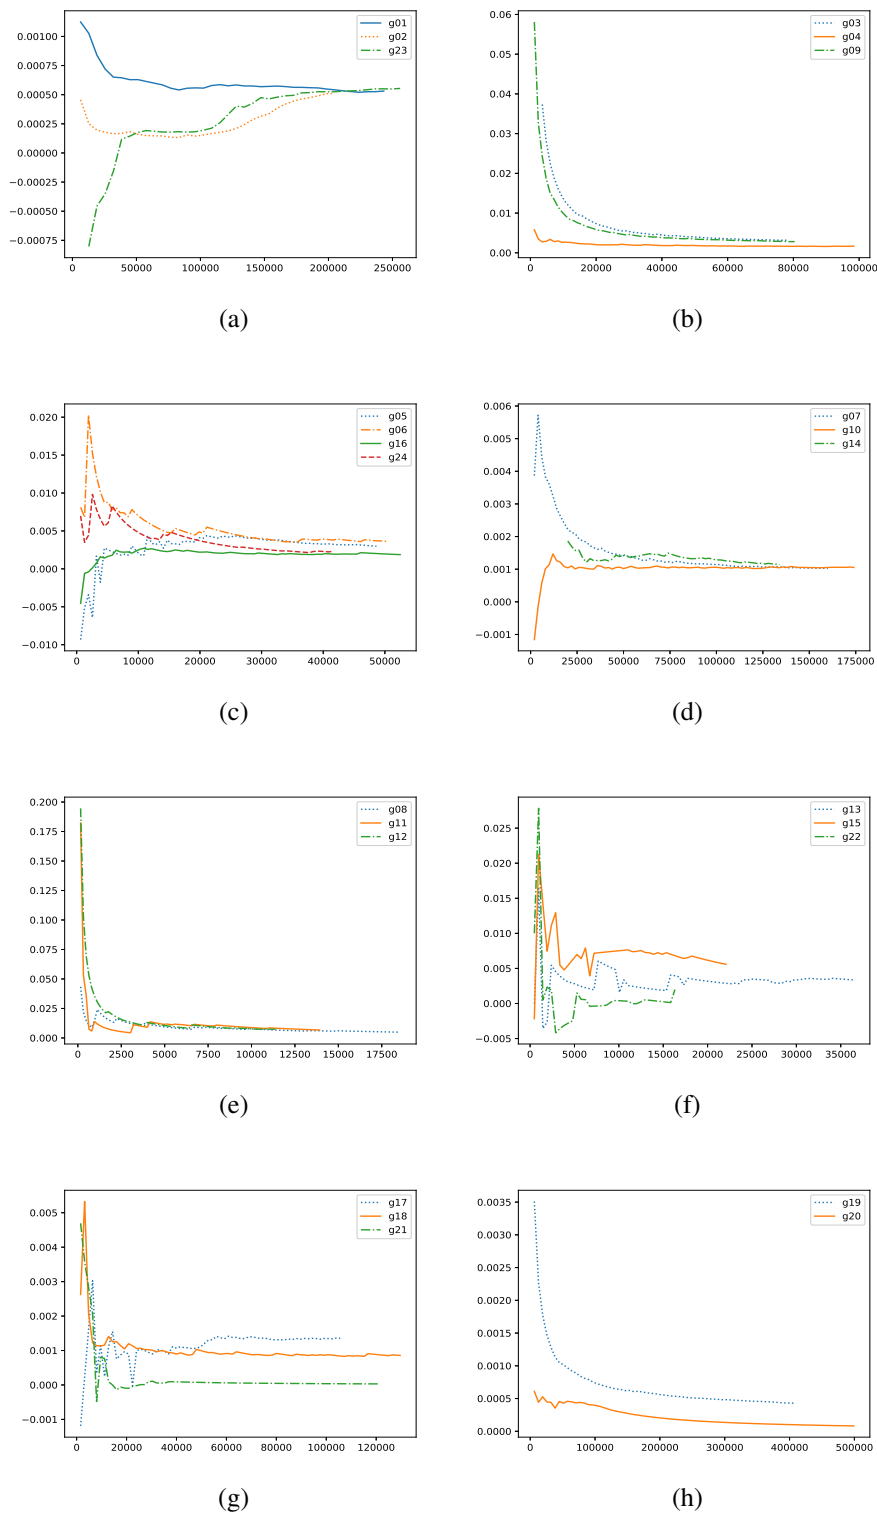 g01
g02
g23
0.00100
0.00075
0.00050
0.00025
0.00000
−0.00025
−0.00050
−0.00075
0 50000 100000 150000 200000 250000
(a)
g03
g04
g09
0.06
0.05
0.04
0.03
0.02
0.01
0.00
0 20000 40000 60000 80000 100000
(b)
g05
g06
g16
g24
0.020
0.015
0.010
0.005
0.000
−0.005
−0.010
0 10000 20000 30000 40000 50000
(c)
g07
g10
g14
0.006
0.005
0.004
0.003
0.002
0.001
0.000
−0.001
0 25000 50000 75000 100000 125000 150000 175000
(d)
g08
g11
g12
0.200
0.175
0.150
0.125
0.100
0.075
0.050
0.025
0.000
0 2500 5000 7500 10000 12500 15000 17500
(e)
g13
g15
g22
0.025
0.020
0.015
0.010
0.005
0.000
−0.005
0 5000 10000 15000 20000 25000 30000 35000
(f)
g17
g18
g21
0.005
0.004
0.003
0.002
0.001
0.000
−0.001
0 20000 40000 60000 80000 100000 120000
(g)
g19
g20
0.0035
0.0030
0.0025
0.0020
0.0015
0.0010
0.0005
0.0000
0 100000 200000 300000 400000 500000
(h)